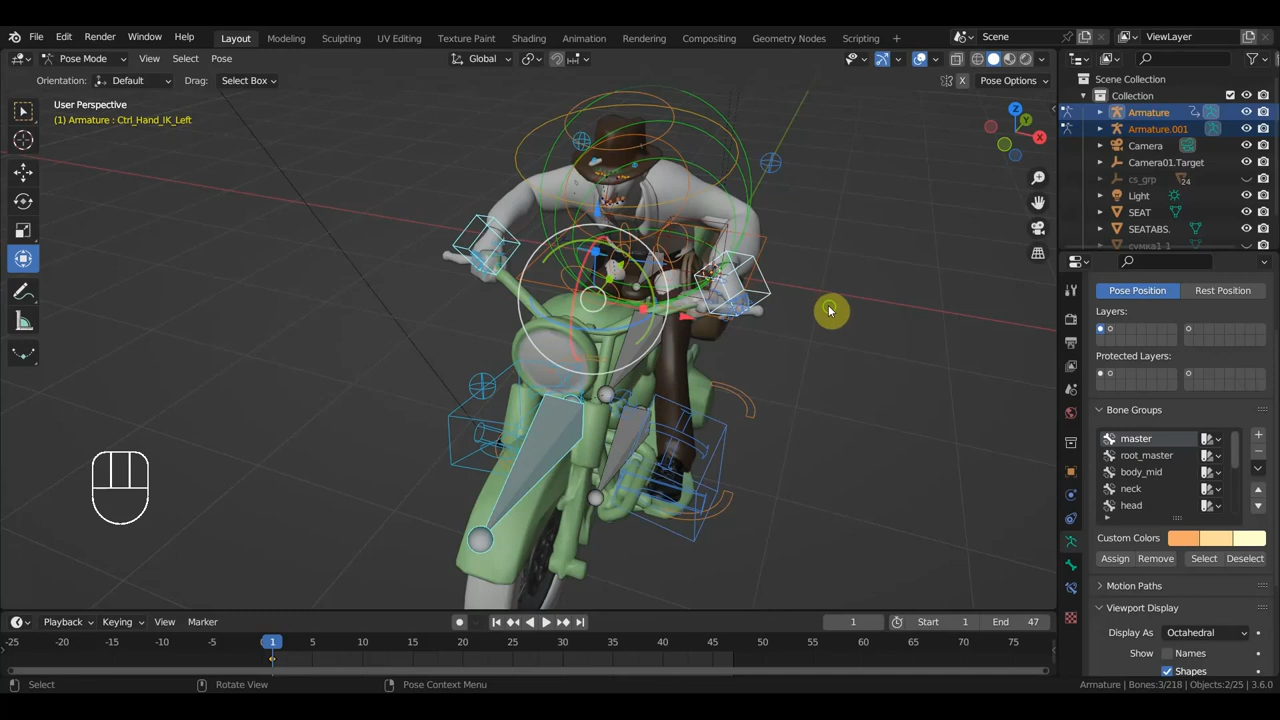 File Edit Render Window Help Layout Modeling Sculpting UV Editing Texture Paint Shading Animation Rendering Compositing Geometry Nodes Scripting + Scene ViewLayer
Pose Mode View Select Pose Global
Orientation: Default Drag: Select Box X Pose Options
User Perspective
(1) Armature : Ctrl_Hand_IK_Left
Z
Y
X
Scene Collection
Collection
Armature
Armature.001
Camera
Camera01.Target
cs_grp 24
Light
SEAT
SEATABS.
сумка1 1
Pose Position Rest Position
Layers:
Protected Layers:
Bone Groups
master
root_master
body_mid
neck
head
Custom Colors
Assign Remove Select Deselect
Motion Paths
Viewport Display
Display As Octahedral
Show Names
Shapes
Playback Keying View Marker 1 Start 1 End 47
-25 -20 -15 -10 -5 1 5 10 15 20 25 30 35 40 45 50 55 60 65 70 75
Select Rotate View Pose Context Menu Armature | Bones:3/218 | Objects:2/25 | 3.6.0